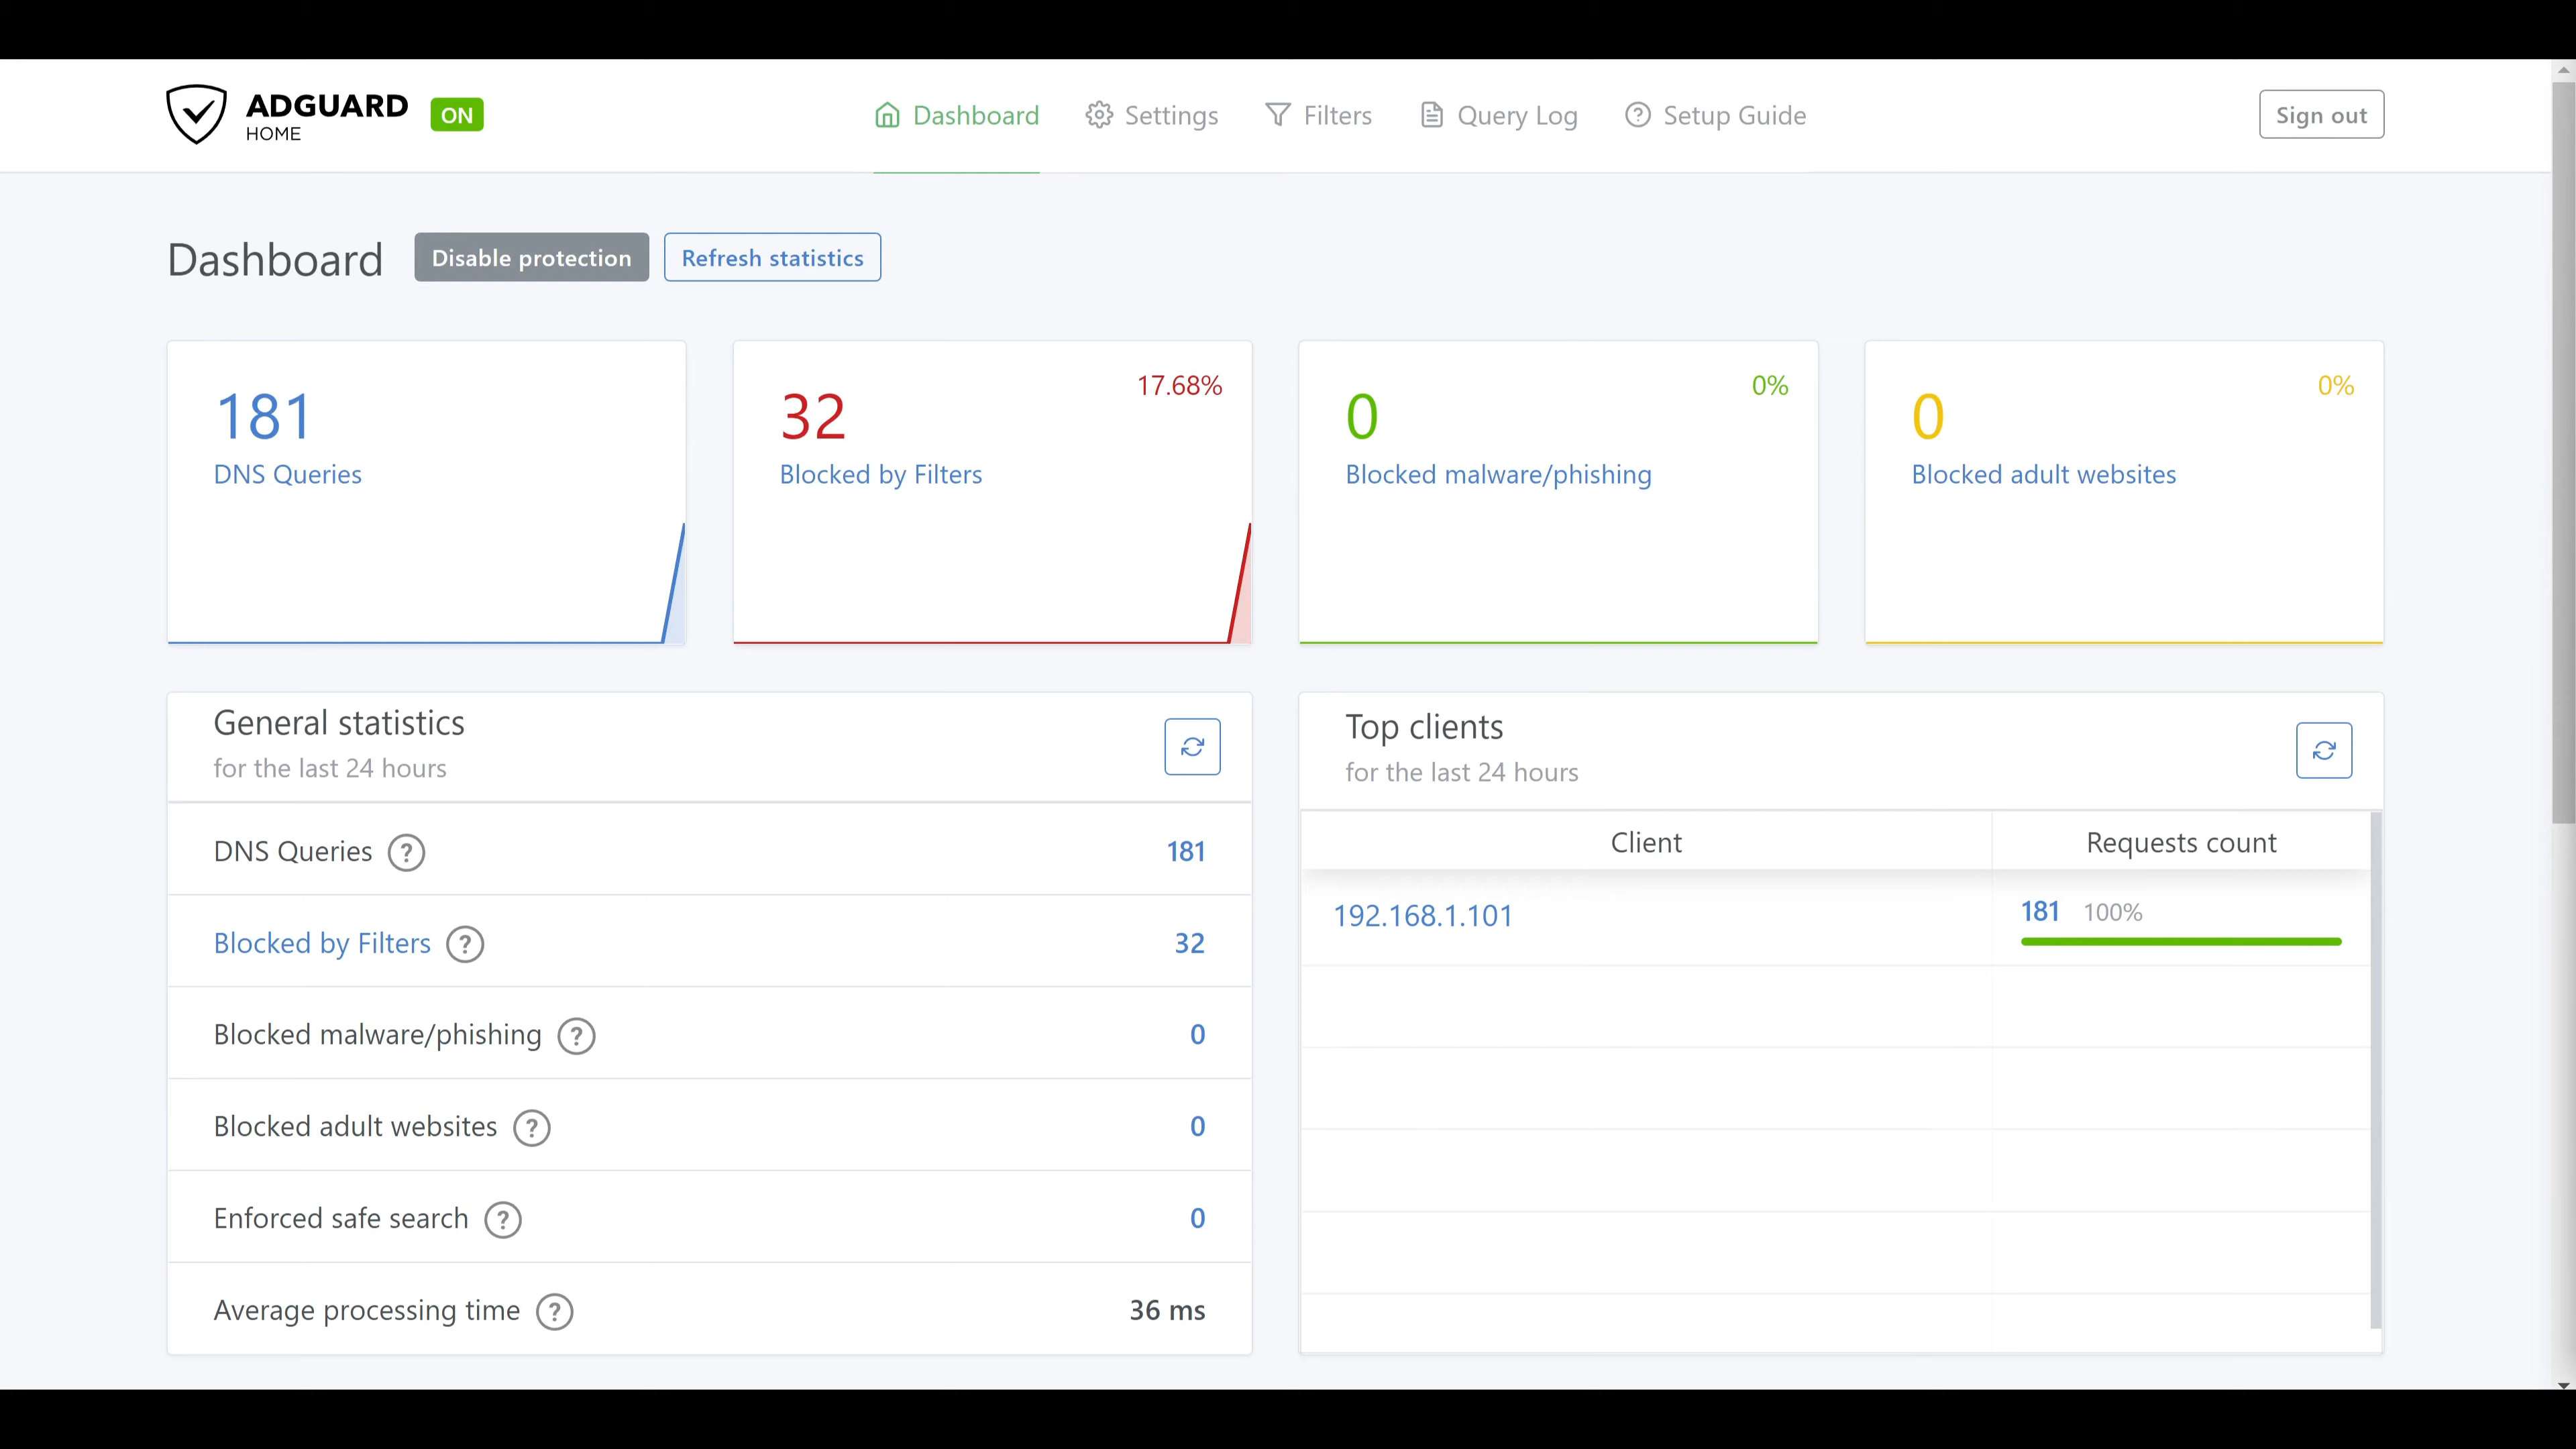 ADGUARD
HOME
ON
Dashboard
Settings
Filters
Query Log
Setup Guide
Sign out
Dashboard
Disable protection
Refresh statistics
181
DNS Queries
17.68%
32
Blocked by Filters
0%
0
Blocked malware/phishing
0%
0
Blocked adult websites
General statistics
for the last 24 hours
DNS Queries ? 181
Blocked by Filters ? 32
Blocked malware/phishing ? 0
Blocked adult websites ? 0
Enforced safe search ? 0
Average processing time ? 36 ms
Top clients
for the last 24 hours
Client Requests count
192.168.1.101 181 100%